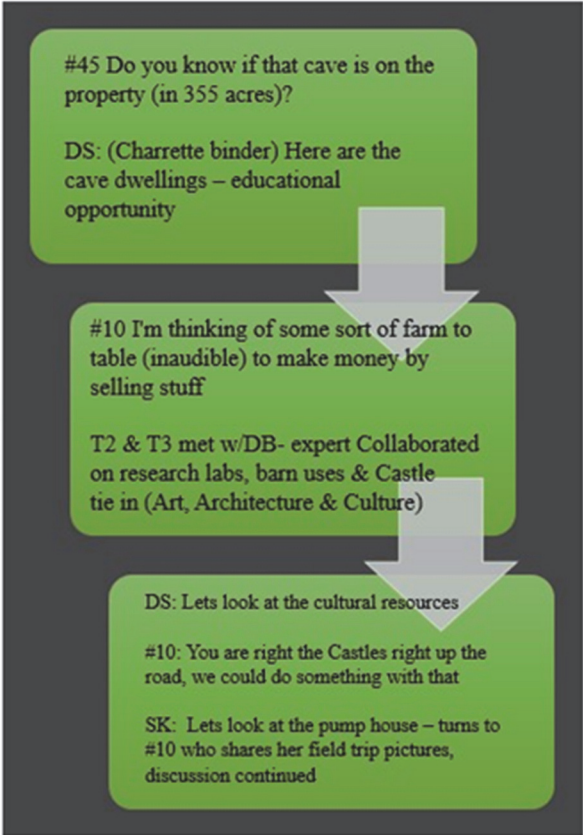 #45 Do you know if that cave is on the
property (in 355 acres)?
DS: (Charrette binder) Here are the
cave dwellings – educational
opportunity
#10 I'm thinking of some sort of farm to
table (inaudible) to make money by
selling stuff
T2 & T3 met w/DB- expert Collaborated
on research labs, barn uses & Castle
tie in (Art, Architecture & Culture)
DS: Lets look at the cultural resources
#10: You are right the Castles right up the
road, we could do something with that
SK:  Lets look at the pump house – turns to
#10 who shares her field trip pictures,
discussion continued